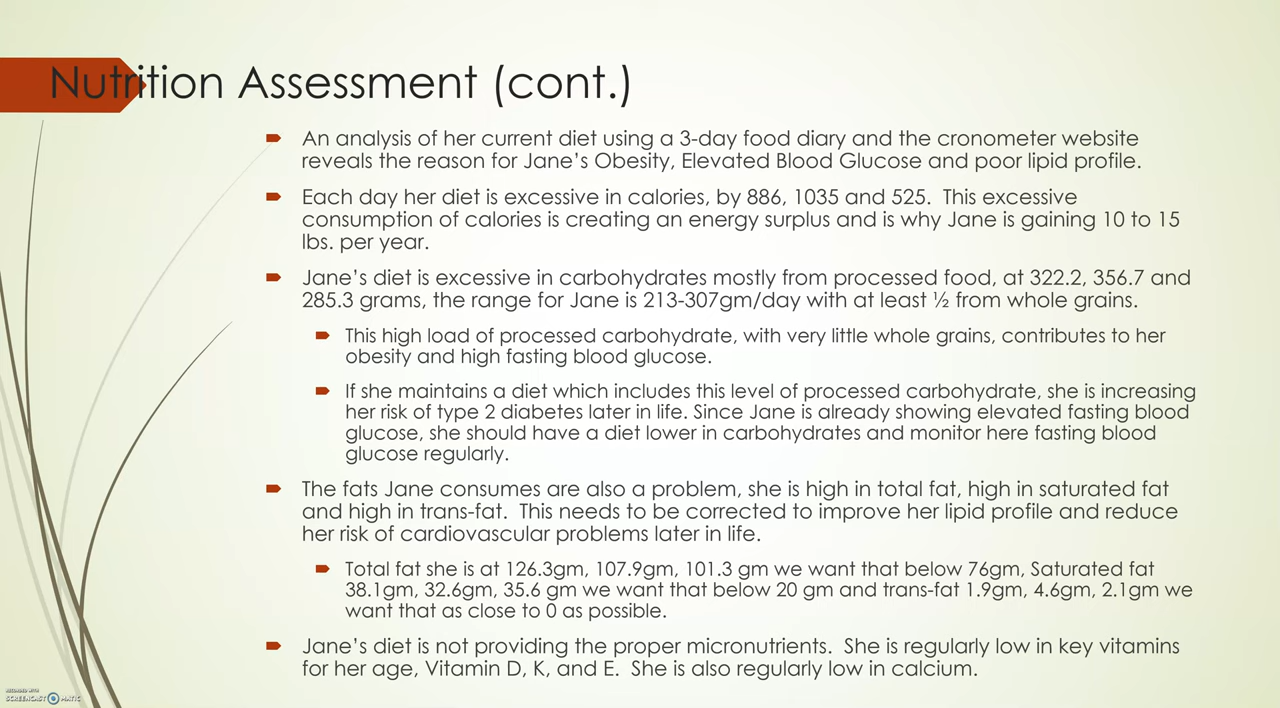 Nutrition Assessment (cont.)
An analysis of her current diet using a 3-day food diary and the cronometer website
reveals the reason for Jane's Obesity, Elevated Blood Glucose and poor lipid profile.
Each day her diet is excessive in calories, by 886, 1035 and 525.  This excessive
consumption of calories is creating an energy surplus and is why Jane is gaining 10 to 15
lbs. per year.
Jane's diet is excessive in carbohydrates mostly from processed food, at 322.2, 356.7 and
285.3 grams, the range for Jane is 213-307gm/day with at least ½ from whole grains.
This high load of processed carbohydrate, with very little whole grains, contributes to her
obesity and high fasting blood glucose.
If she maintains a diet which includes this level of processed carbohydrate, she is increasing
her risk of type 2 diabetes later in life. Since Jane is already showing elevated fasting blood
glucose, she should have a diet lower in carbohydrates and monitor here fasting blood
glucose regularly.
The fats Jane consumes are also a problem, she is high in total fat, high in saturated fat
and high in trans-fat.  This needs to be corrected to improve her lipid profile and reduce
her risk of cardiovascular problems later in life.
Total fat she is at 126.3gm, 107.9gm, 101.3 gm we want that below 76gm, Saturated fat
38.1gm, 32.6gm, 35.6 gm we want that below 20 gm and trans-fat 1.9gm, 4.6gm, 2.1gm we
want that as close to 0 as possible.
Jane's diet is not providing the proper micronutrients.  She is regularly low in key vitamins
for her age, Vitamin D, K, and E.  She is also regularly low in calcium.
RECORDED WITH
SCREENCAST MATIC